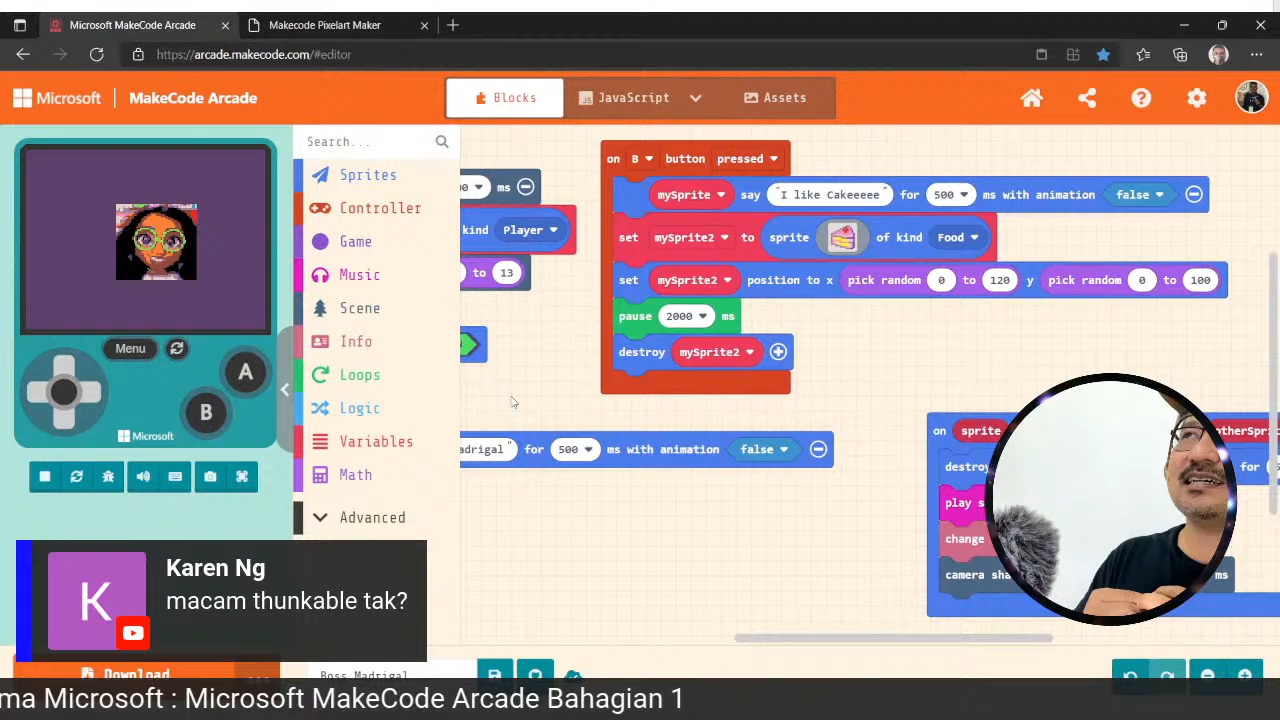 Microsoft MakeCode Arcade
Makecode Pixelart Maker
https://arcade.makecode.com/#editor
Microsoft
MakeCode Arcade
Blocks
JavaScript
Assets
Menu
A
B
Microsoft
Search...
Sprites
Controller
Game
Music
Scene
Info
Loops
Logic
Variables
Math
Advanced
ms
kind Player
to 13
on B button pressed
mySprite say "I like Cakeeeee" for 500 ms with animation false
set mySprite2 to sprite of kind Food
set mySprite2 position to x pick random 0 to 120 y pick random 0 to 100
pause 2000 ms
destroy mySprite2
adrigal" for 500 ms with animation false
on sprite
destroy
for
play s
change
camera sha
ms
Karen Ng
K
macam thunkable tak?
Download
Boss Madrigal
ma Microsoft : Microsoft MakeCode Arcade Bahagian 1